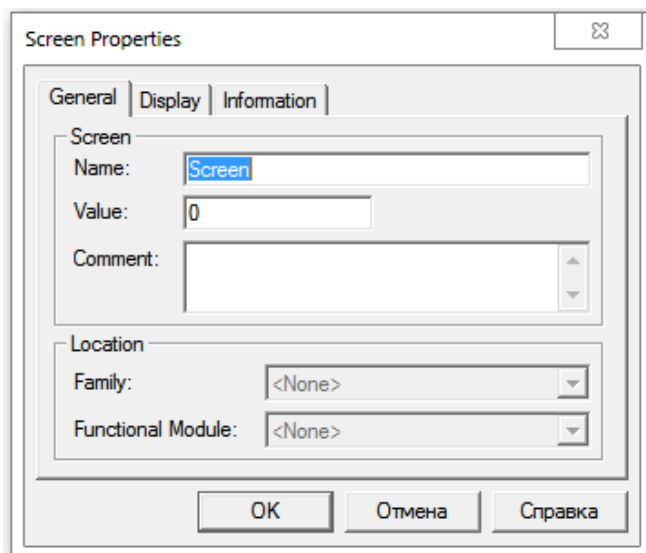 Screen Properties
General Display Information
Screen
Name: Screen
Value: 0
Comment:
Location
Family: <None>
Functional Module: <None>
OK Отмена Справка